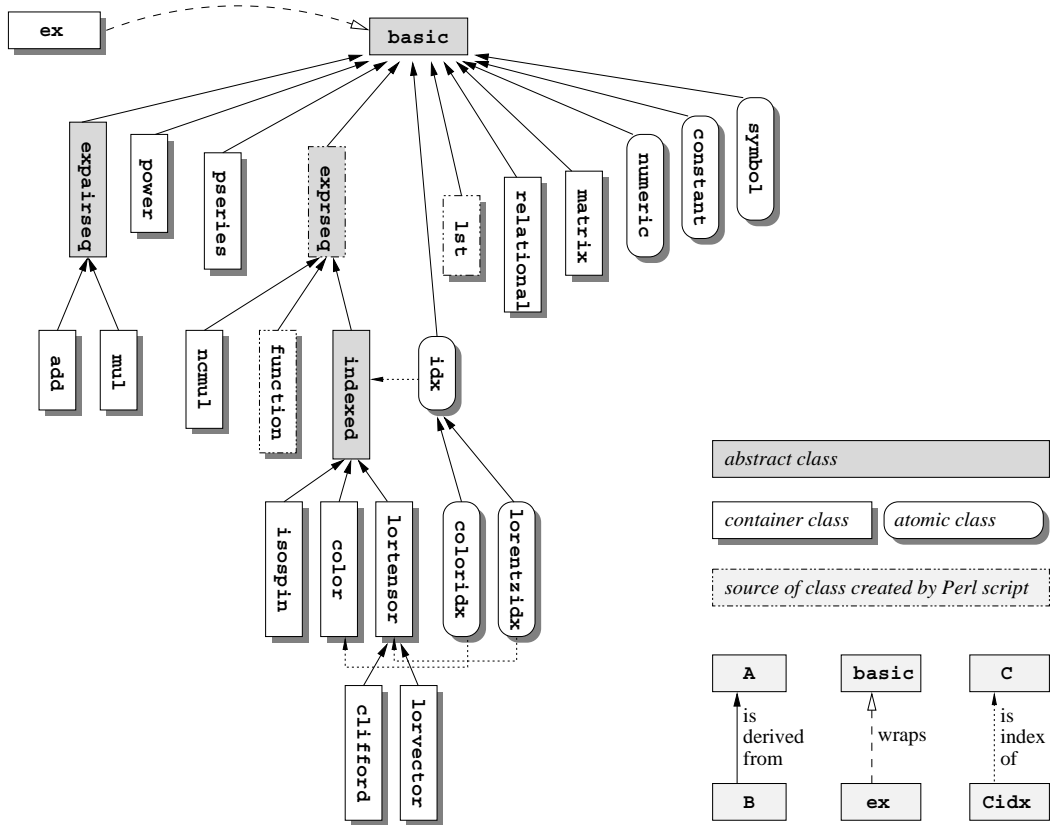 ex
basic
expairseq
power
pseries
exprseq
lst
relational
matrix
numeric
constant
symbol
add
mul
ncmul
function
indexed
idx
isospin
color
lortensor
coloridx
lorentzidx
clifford
lorvector
abstract class
container class
atomic class
source of class created by Perl script
A
is
derived
from
B
basic
wraps
ex
C
is
index
of
Cidx